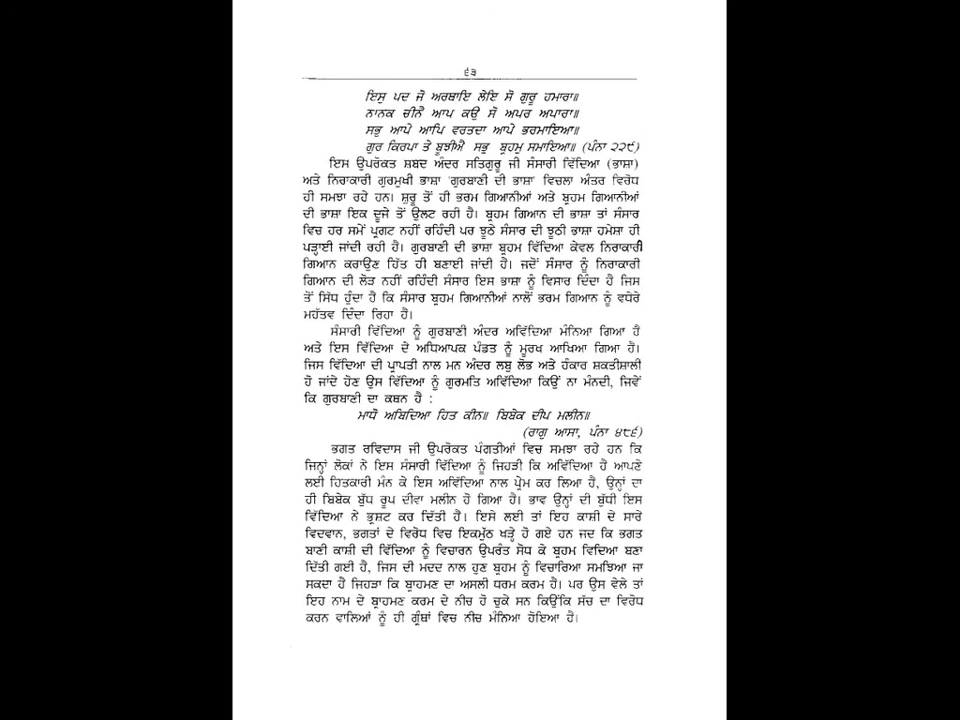 ੬੩
ਇਸੁ ਪਦ ਜੋ ਅਰਥਾਇ ਲੇਇ ਸੋ ਗੁਰੂ ਹਮਾਰਾ॥
ਨਾਨਕ ਚੀਨੈ ਆਪ ਕਉ ਸੋ ਅਪਰ ਅਪਾਰਾ॥
ਸਭੁ ਆਪੇ ਆਪਿ ਵਰਤਦਾ ਆਪੇ ਭਰਮਾਇਆ॥
ਗੁਰ ਕਿਰਪਾ ਤੇ ਬੂਝੀਐ ਸਭੁ ਬ੍ਰਹਮੁ ਸਮਾਇਆ॥ (ਪੰਨਾ ੨੨੯)
ਇਸ ਉਪਰੋਕਤ ਸ਼ਬਦ ਅੰਦਰ ਸਤਿਗੁਰੂ ਜੀ ਸੰਸਾਰੀ ਵਿੱਦਿਆ (ਭਾਸ਼ਾ)
ਅਤੇ ਨਿਰਾਕਾਰੀ ਗੁਰਮੁਖੀ ਭਾਸ਼ਾ 'ਗੁਰਬਾਣੀ ਦੀ ਭਾਸ਼ਾ' ਵਿਚਲਾ ਅੰਤਰ ਵਿਰੋਧ
ਹੀ ਸਮਝਾ ਰਹੇ ਹਨ। ਸ਼ੁਰੂ ਤੋਂ ਹੀ ਭਰਮ ਗਿਆਨੀਆਂ ਅਤੇ ਬ੍ਰਹਮ ਗਿਆਨੀਆਂ
ਦੀ ਭਾਸ਼ਾ ਇਕ ਦੂਜੇ ਤੋਂ ਉਲਟ ਰਹੀ ਹੈ। ਬ੍ਰਹਮ ਗਿਆਨ ਦੀ ਭਾਸ਼ਾ ਤਾਂ ਸੰਸਾਰ
ਵਿਚ ਹਰ ਸਮੇਂ ਪ੍ਰਗਟ ਨਹੀਂ ਰਹਿੰਦੀ ਪਰ ਝੂਠੇ ਸੰਸਾਰ ਦੀ ਝੂਠੀ ਭਾਸ਼ਾ ਹਮੇਸ਼ਾ ਹੀ
ਪੜ੍ਹਾਈ ਜਾਂਦੀ ਰਹੀ ਹੈ। ਗੁਰਬਾਣੀ ਦੀ ਭਾਸ਼ਾ ਬ੍ਰਹਮ ਵਿੱਦਿਆ ਕੇਵਲ ਨਿਰਾਕਾਰੀ
ਗਿਆਨ ਕਰਾਉਣ ਹਿੱਤ ਹੀ ਬਣਾਈ ਜਾਂਦੀ ਹੈ। ਜਦੋਂ ਸੰਸਾਰ ਨੂੰ ਨਿਰਾਕਾਰੀ
ਗਿਆਨ ਦੀ ਲੋੜ ਨਹੀਂ ਰਹਿੰਦੀ ਸੰਸਾਰ ਇਸ ਭਾਸ਼ਾ ਨੂੰ ਵਿਸਾਰ ਦਿੰਦਾ ਹੈ ਜਿਸ
ਤੋਂ ਸਿੱਧ ਹੁੰਦਾ ਹੈ ਕਿ ਸੰਸਾਰ ਬ੍ਰਹਮ ਗਿਆਨੀਆਂ ਨਾਲੋਂ ਭਰਮ ਗਿਆਨ ਨੂੰ ਵਧੇਰੇ
ਮਹੱਤਵ ਦਿੰਦਾ ਰਿਹਾ ਹੈ।
ਸੰਸਾਰੀ ਵਿੱਦਿਆ ਨੂੰ ਗੁਰਬਾਣੀ ਅੰਦਰ ਅਵਿੱਦਿਆ ਮੰਨਿਆ ਗਿਆ ਹੈ
ਅਤੇ ਇਸ ਵਿੱਦਿਆ ਦੇ ਅਧਿਆਪਕ ਪੰਡਤ ਨੂੰ ਮੂਰਖ ਆਖਿਆ ਗਿਆ ਹੈ।
ਜਿਸ ਵਿੱਦਿਆ ਦੀ ਪ੍ਰਾਪਤੀ ਨਾਲ ਮਨ ਅੰਦਰ ਲਬੁ ਲੋਭ ਅਤੇ ਹੰਕਾਰ ਸ਼ਕਤੀਸ਼ਾਲੀ
ਹੋ ਜਾਂਦੇ ਹੋਣ ਉਸ ਵਿੱਦਿਆ ਨੂੰ ਗੁਰਮਤਿ ਅਵਿੱਦਿਆ ਕਿਉਂ ਨਾ ਮੰਨਦੀ, ਜਿਵੇਂ
ਕਿ ਗੁਰਬਾਣੀ ਦਾ ਕਥਨ ਹੈ :
ਮਾਧੌ ਅਬਿਦਿਆ ਹਿਤ ਕੀਨ॥ ਬਿਬੇਕ ਦੀਪ ਮਲੀਨ॥
(ਰਾਗੁ ਆਸਾ, ਪੰਨਾ ੪੮੬)
ਭਗਤ ਰਵਿਦਾਸ ਜੀ ਉਪਰੋਕਤ ਪੰਗਤੀਆਂ ਵਿਚ ਸਮਝਾ ਰਹੇ ਹਨ ਕਿ
ਜਿਨ੍ਹਾਂ ਲੋਕਾਂ ਨੇ ਇਸ ਸੰਸਾਰੀ ਵਿੱਦਿਆ ਨੂੰ ਜਿਹੜੀ ਕਿ ਅਵਿੱਦਿਆ ਹੈ ਆਪਣੇ
ਲਈ ਹਿਤਕਾਰੀ ਮੰਨ ਕੇ ਇਸ ਅਵਿੱਦਿਆ ਨਾਲ ਪ੍ਰੇਮ ਕਰ ਲਿਆ ਹੈ, ਉਨ੍ਹਾਂ ਦਾ
ਹੀ ਬਿਬੇਕ ਬੁੱਧ ਰੂਪ ਦੀਵਾ ਮਲੀਨ ਹੋ ਗਿਆ ਹੈ। ਭਾਵ ਉਨ੍ਹਾਂ ਦੀ ਬੁੱਧੀ ਇਸ
ਵਿੱਦਿਆ ਨੇ ਭ੍ਰਸ਼ਟ ਕਰ ਦਿੱਤੀ ਹੈ। ਇਸੇ ਲਈ ਤਾਂ ਇਹ ਕਾਸ਼ੀ ਦੇ ਸਾਰੇ
ਵਿਦਵਾਨ, ਭਗਤਾਂ ਦੇ ਵਿਰੋਧ ਵਿਚ ਇਕਮੁੱਠ ਖੜ੍ਹੇ ਹੋ ਗਏ ਹਨ ਜਦ ਕਿ ਭਗਤ
ਬਾਣੀ ਕਾਸ਼ੀ ਦੀ ਵਿੱਦਿਆ ਨੂੰ ਵਿਚਾਰਨ ਉਪਰੰਤ ਸੋਧ ਕੇ ਬ੍ਰਹਮ ਵਿਦਿਆ ਬਣਾ
ਦਿੱਤੀ ਗਈ ਹੈ, ਜਿਸ ਦੀ ਮਦਦ ਨਾਲ ਹੁਣ ਬ੍ਰਹਮ ਨੂੰ ਵਿਚਾਰਿਆ ਸਮਝਿਆ ਜਾ
ਸਕਦਾ ਹੈ ਜਿਹੜਾ ਕਿ ਬ੍ਰਾਹਮਣ ਦਾ ਅਸਲੀ ਧਰਮ ਕਰਮ ਹੈ। ਪਰ ਉਸ ਵੇਲੇ ਤਾਂ
ਇਹ ਨਾਮ ਦੇ ਬ੍ਰਾਹਮਣ ਕਰਮ ਦੇ ਨੀਚ ਹੋ ਚੁਕੇ ਸਨ ਕਿਉਂਕਿ ਸੱਚ ਦਾ ਵਿਰੋਧ
ਕਰਨ ਵਾਲਿਆਂ ਨੂੰ ਹੀ ਗ੍ਰੰਥਾਂ ਵਿਚ ਨੀਚ ਮੰਨਿਆ ਹੋਇਆ ਹੈ।